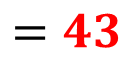 = 43